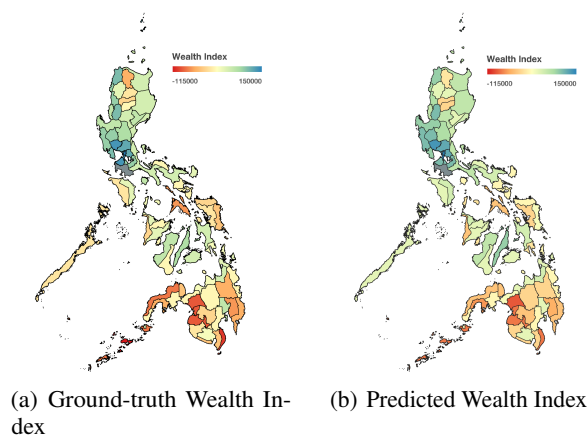 Wealth Index
-115000 150000
Wealth Index
-115000 150000
(a) Ground-truth Wealth In-
dex
(b) Predicted Wealth Index